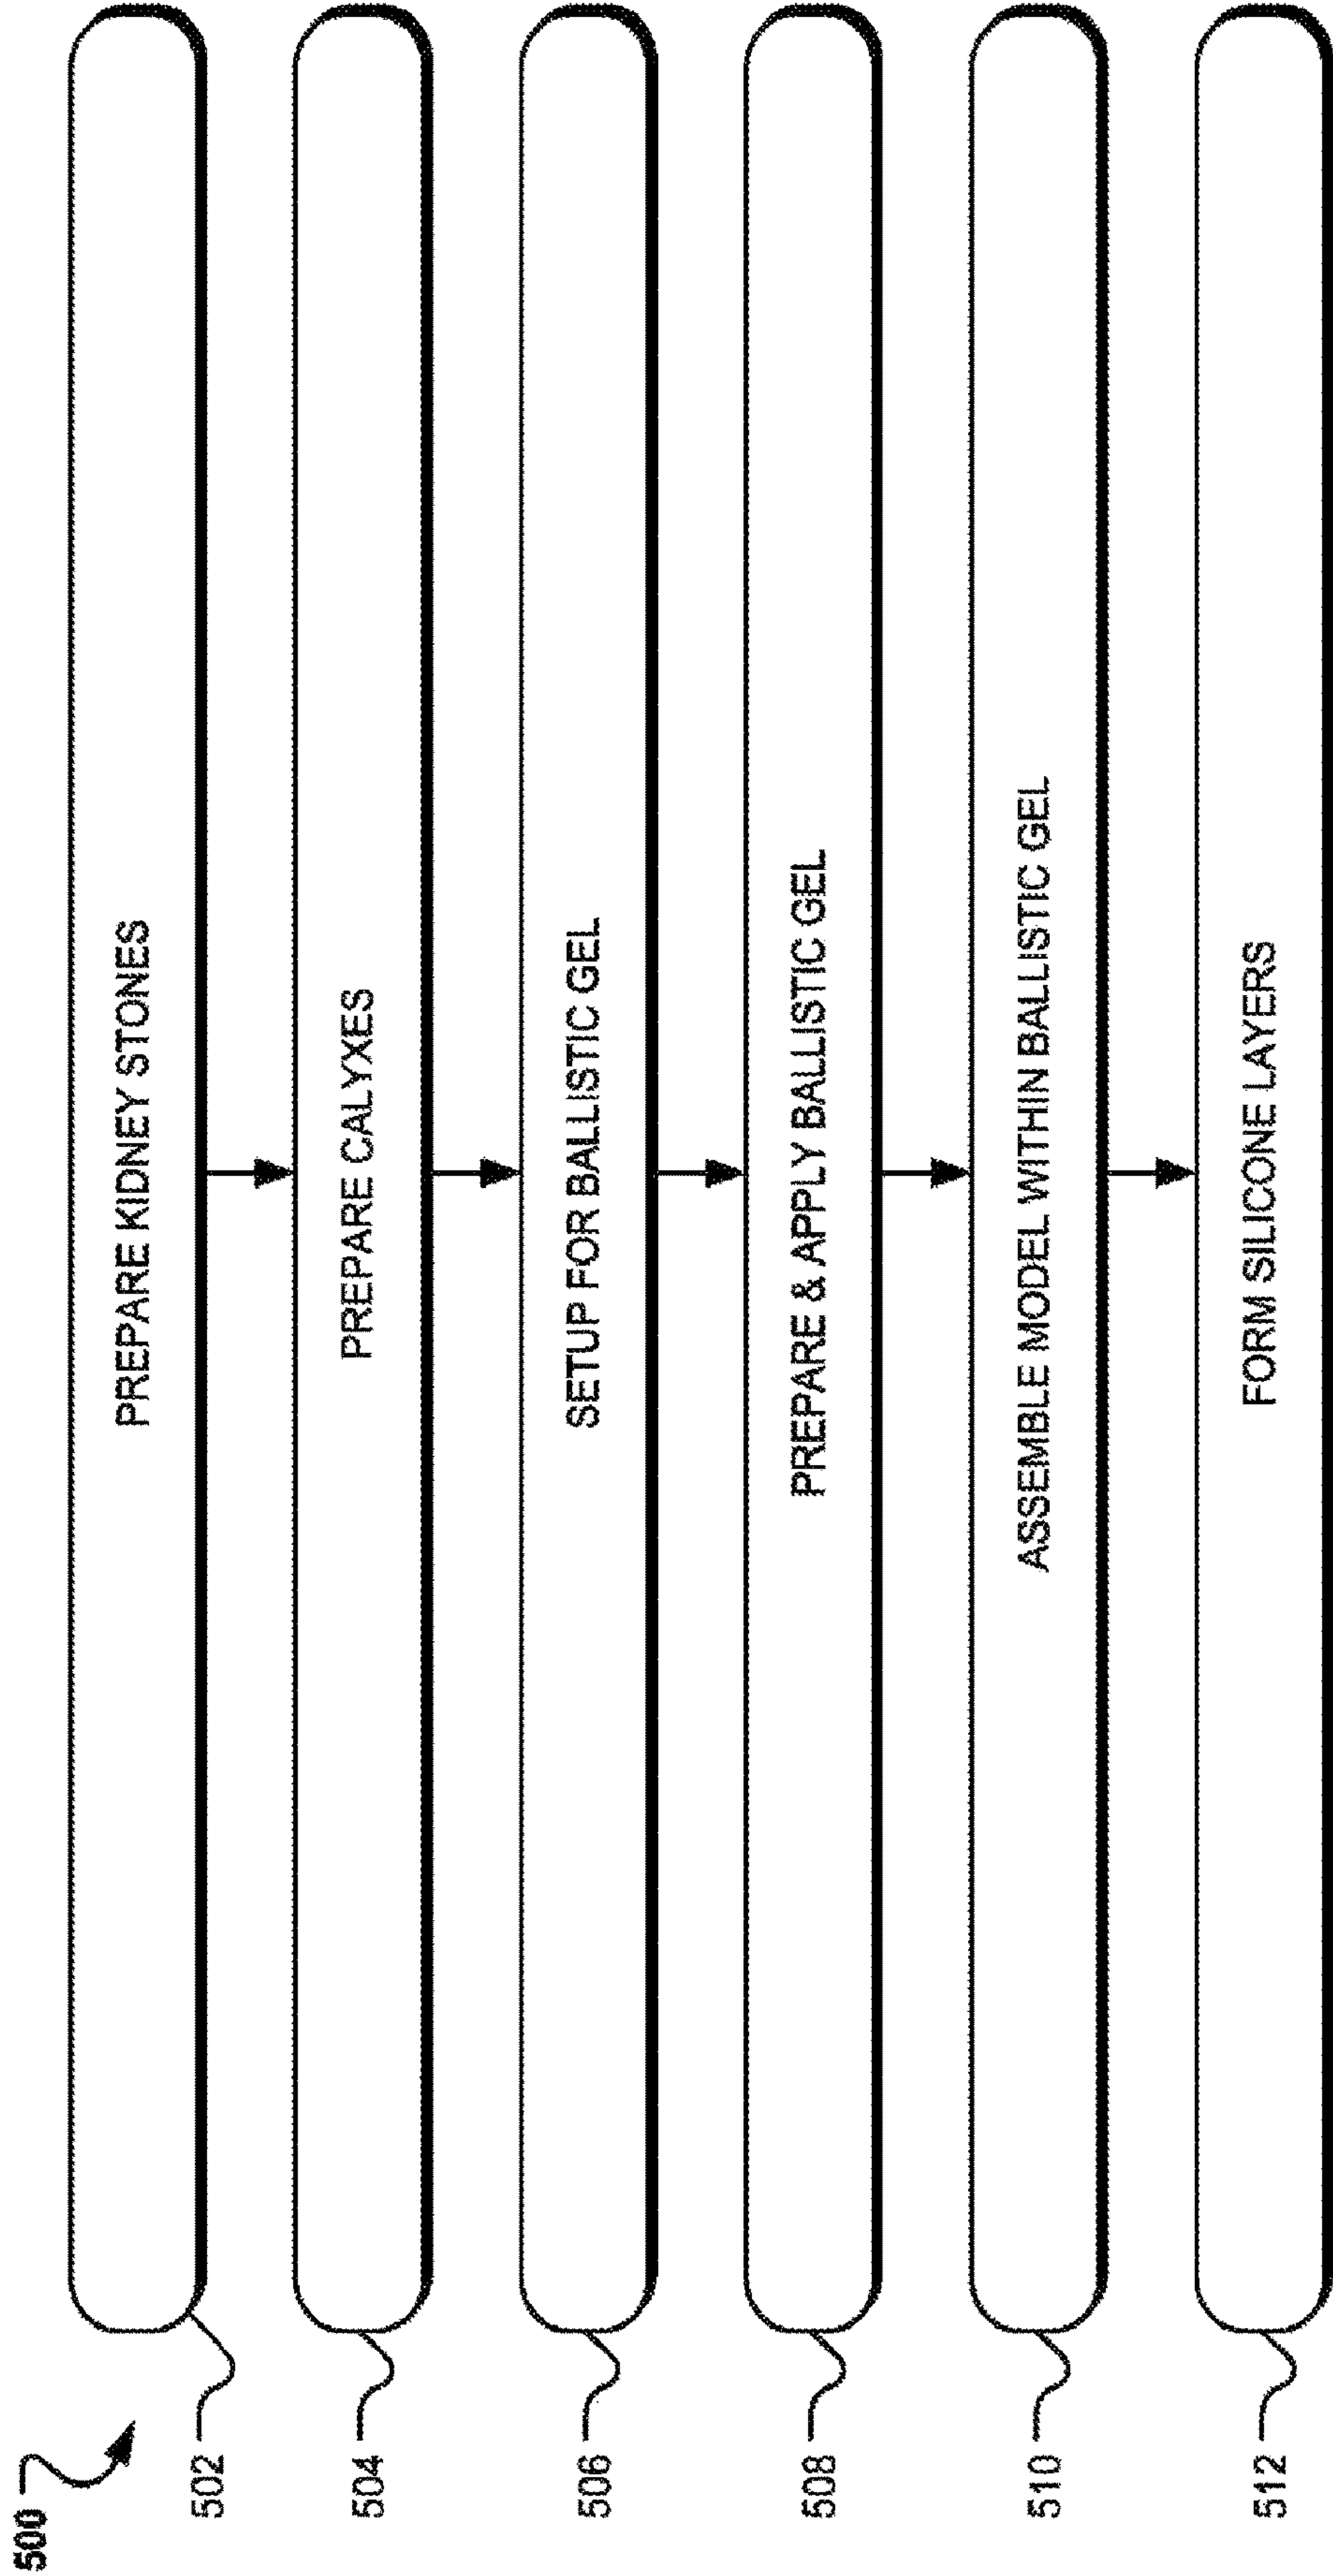 500
502
PREPARE KIDNEY STONES
504
PREPARE CALYXES
506
SETUP FOR BALLISTIC GEL
508
PREPARE & APPLY BALLISTIC GEL
510
ASSEMBLE MODEL WITHIN BALLISTIC GEL
512
FORM SILICONE LAYERS